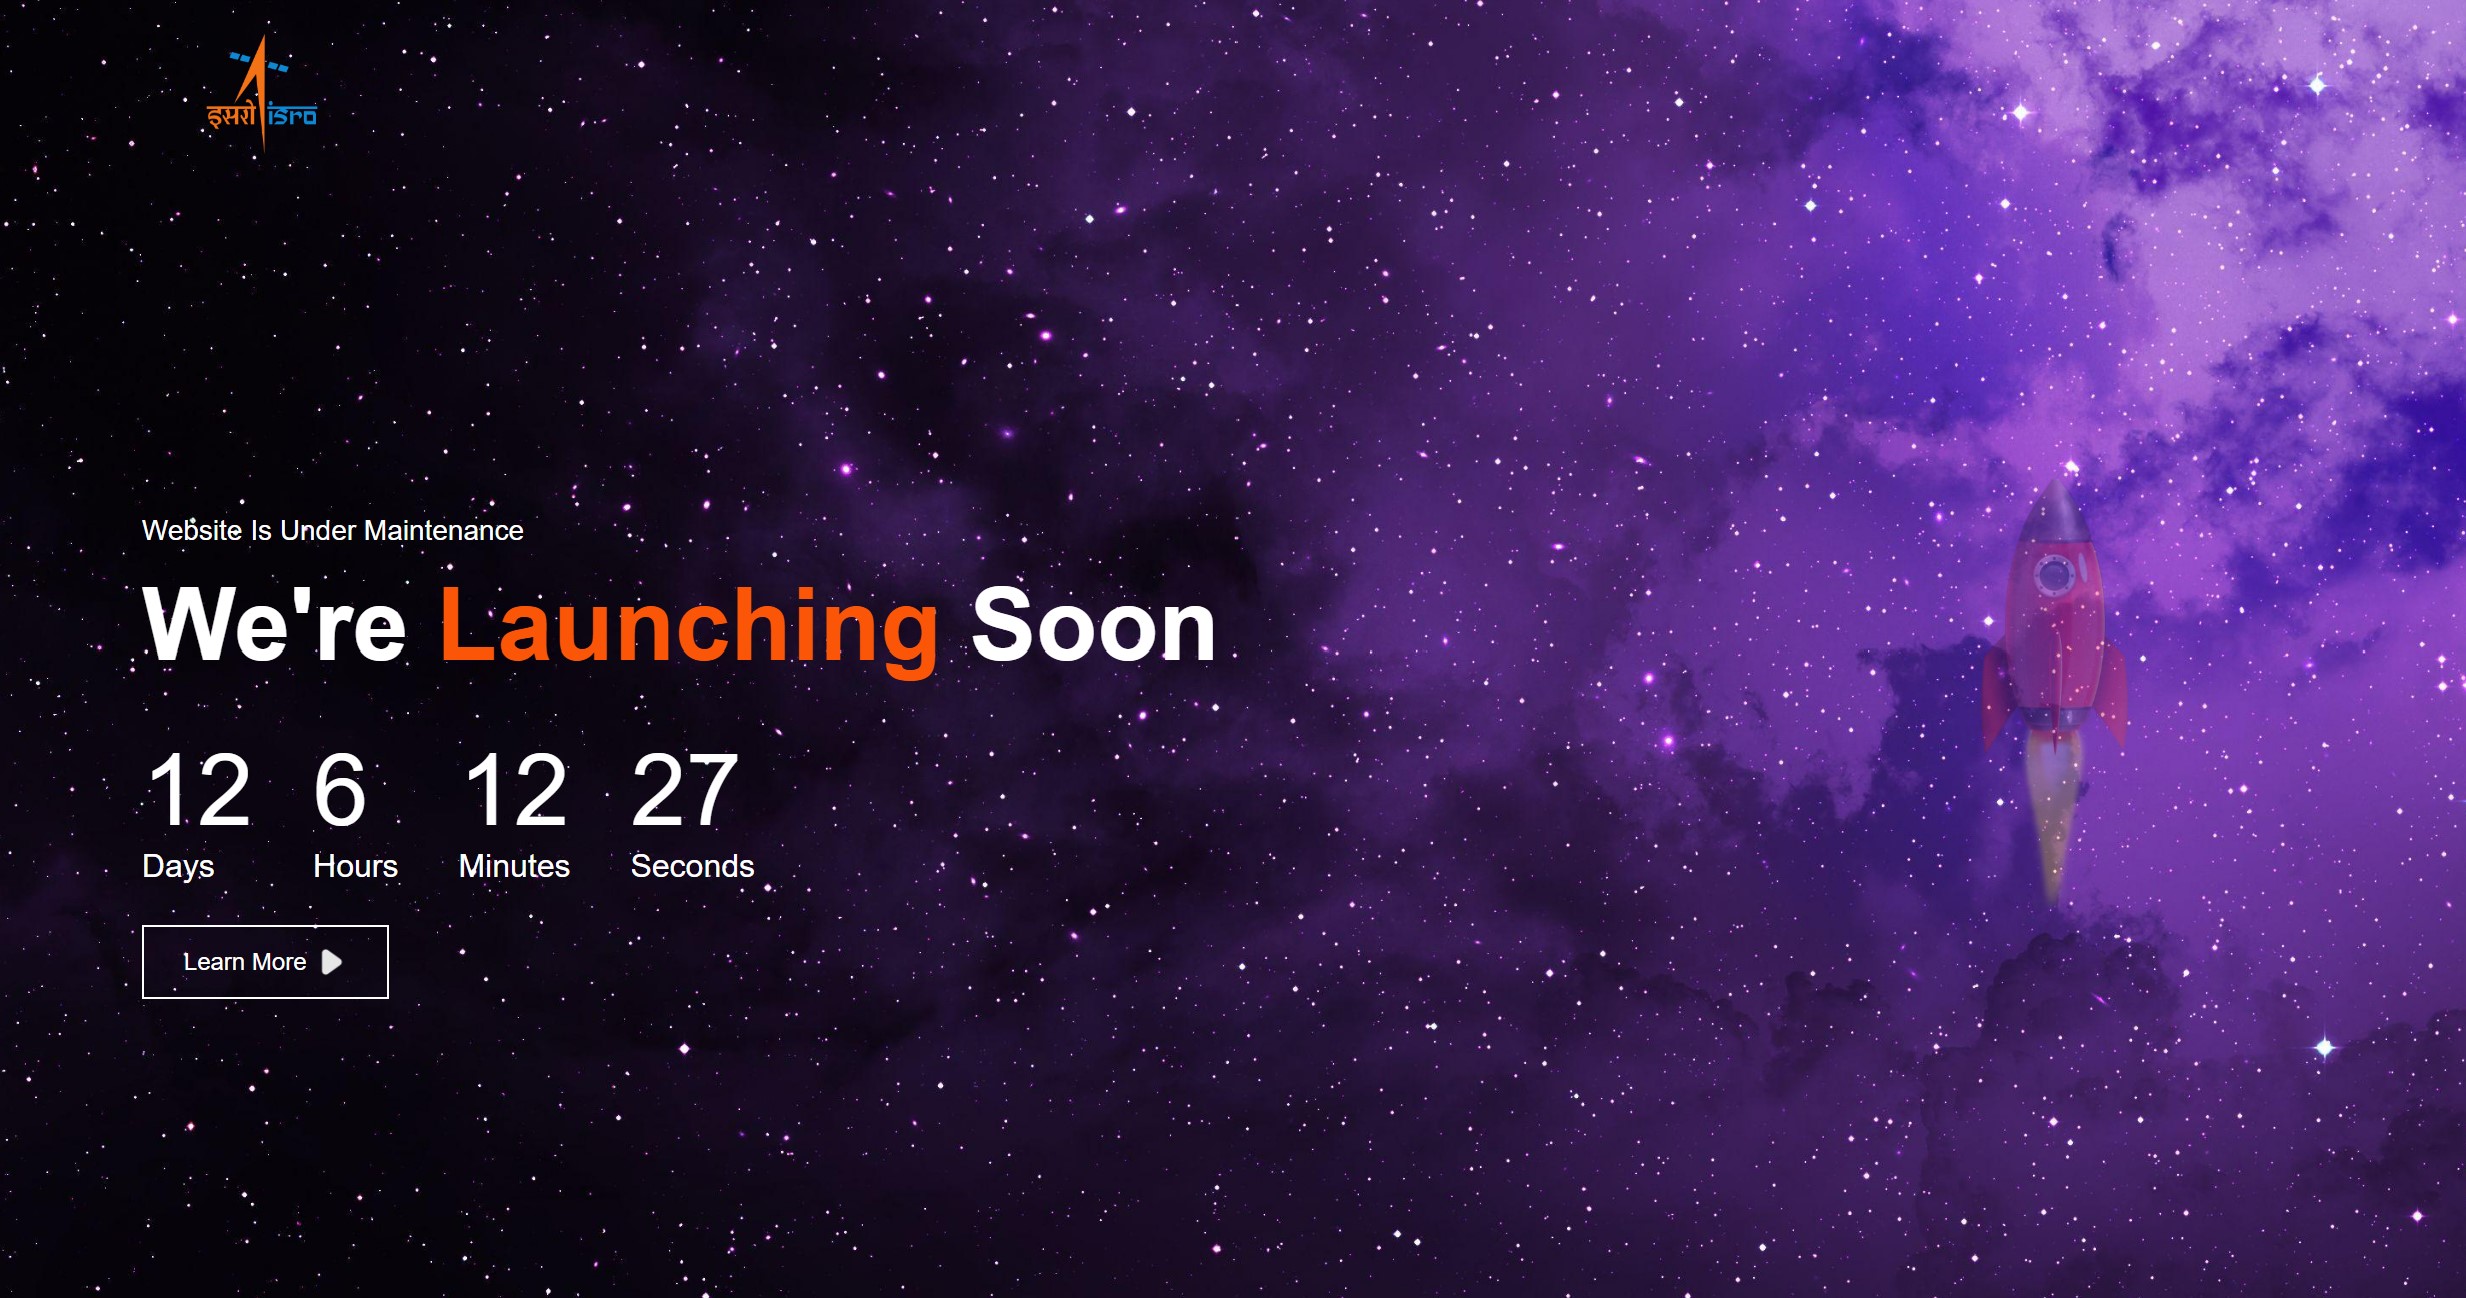 इसरो isro
Website Is Under Maintenance
We're Launching Soon
12 6 12 27
Days Hours Minutes Seconds
Learn More